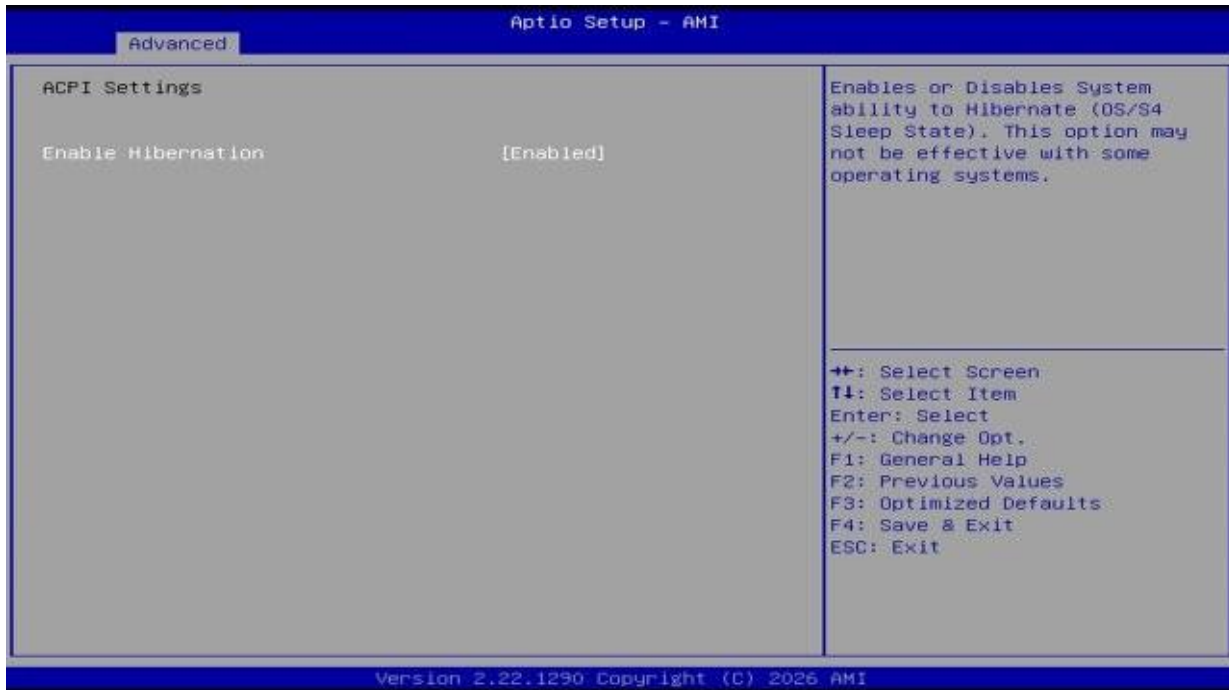 Aptio Setup - AMI
Advanced
ACPI Settings
Enable Hibernation [Enabled]
Enables or Disables System
ability to Hibernate (OS/S4
Sleep State). This option may
not be effective with some
operating systems.
→←: Select Screen
↑↓: Select Item
Enter: Select
+/-: Change Opt.
F1: General Help
F2: Previous Values
F3: Optimized Defaults
F4: Save & Exit
ESC: Exit
Version 2.22.1290 Copyright (C) 2026 AMI